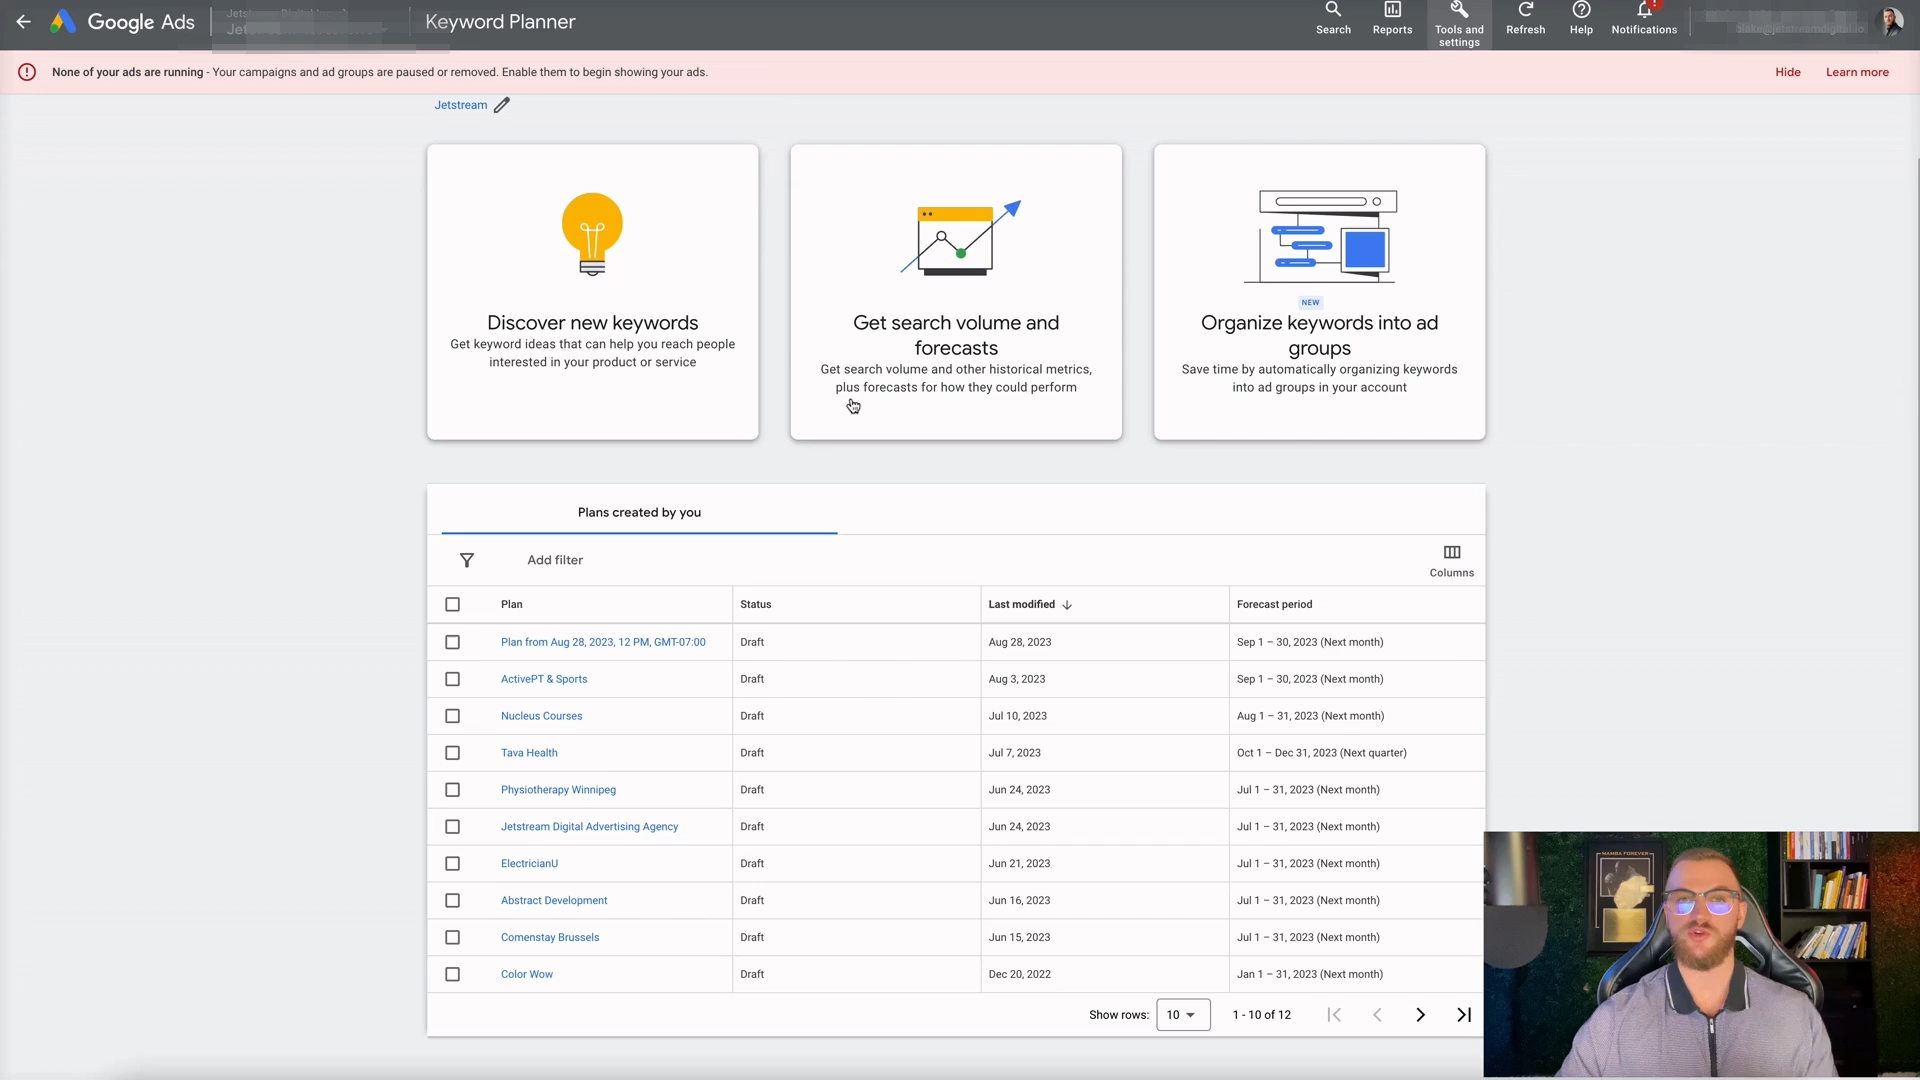 Google Ads
Keyword Planner
Search
Reports
Tools and
settings
Refresh
Help
Notifications
None of your ads are running - Your campaigns and ad groups are paused or removed. Enable them to begin showing your ads.
Hide
Learn more
Jetstream
Discover new keywords
Get keyword ideas that can help you reach people
interested in your product or service
Get search volume and
forecasts
Get search volume and other historical metrics,
plus forecasts for how they could perform
NEW
Organize keywords into ad
groups
Save time by automatically organizing keywords
into ad groups in your account
Plans created by you
Add filter
Columns
Plan Status Last modified Forecast period
Plan from Aug 28, 2023, 12 PM, GMT-07:00 Draft Aug 28, 2023 Sep 1 – 30, 2023 (Next month)
ActivePT & Sports Draft Aug 3, 2023 Sep 1 – 30, 2023 (Next month)
Nucleus Courses Draft Jul 10, 2023 Aug 1 – 31, 2023 (Next month)
Tava Health Draft Jul 7, 2023 Oct 1 – Dec 31, 2023 (Next quarter)
Physiotherapy Winnipeg Draft Jun 24, 2023 Jul 1 – 31, 2023 (Next month)
Jetstream Digital Advertising Agency Draft Jun 24, 2023 Jul 1 – 31, 2023 (Next month)
ElectricianU Draft Jun 21, 2023 Jul 1 – 31, 2023 (Next month)
Abstract Development Draft Jun 16, 2023 Jul 1 – 31, 2023 (Next month)
Comenstay Brussels Draft Jun 15, 2023 Jul 1 – 31, 2023 (Next month)
Color Wow Draft Dec 20, 2022 Jan 1 – 31, 2023 (Next month)
Show rows: 10 1 - 10 of 12
MAMBA FOREVER